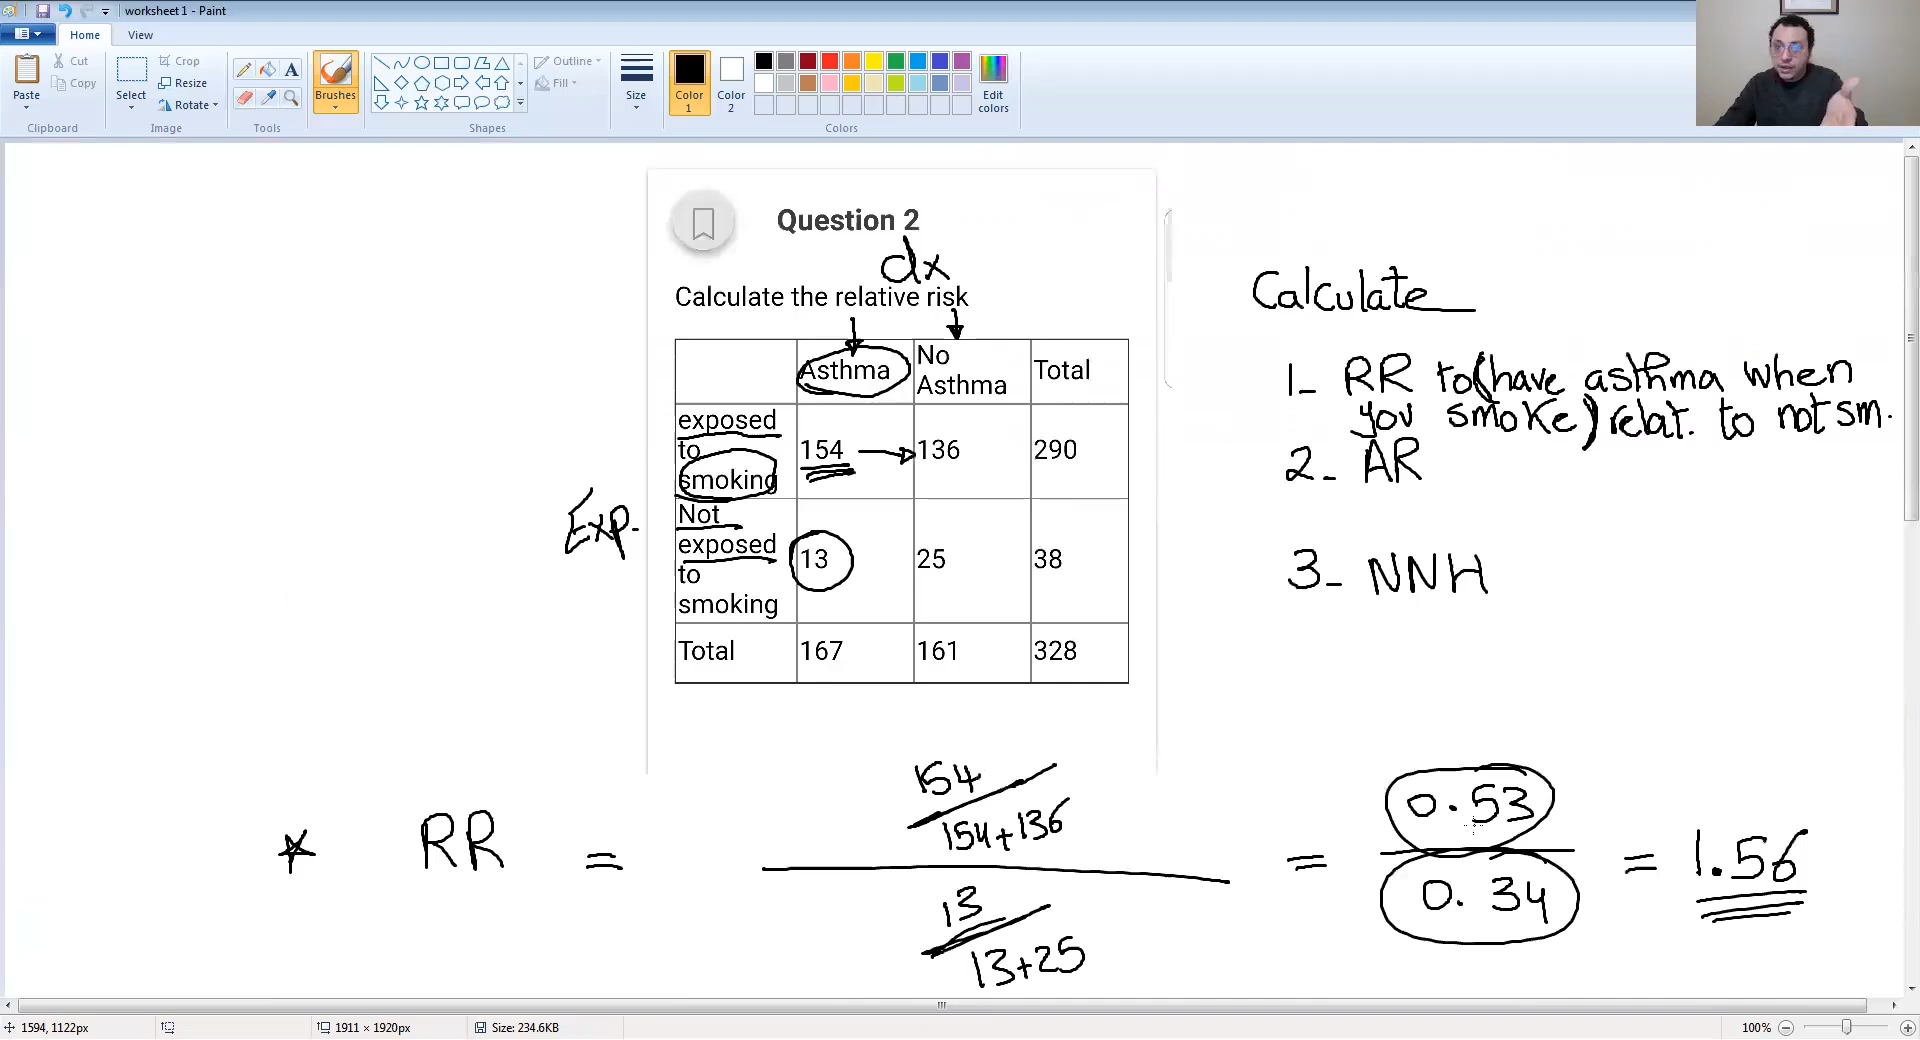 worksheet 1 - Paint
Home View
Paste
Cut
Copy
Clipboard
Select
Crop
Resize
Rotate
Image
A
Tools
Brushes
Outline
Fill
Shapes
Size
Color 1
Color 2
Edit colors
Colors
Question 2
dx
Calculate the relative risk
Asthma No Asthma Total
exposed to smoking 154 136 290
Not exposed to smoking 13 25 38
Total 167 161 328
Exp.
Calculate
1- RR to (have asthma when
you smoke) relat. to not sm.
2- AR
3- NNH
RR =
154
154+136
13
13+25
=
0.53
0.34
= 1.56
1594, 1122px
1911 × 1920px
Size: 234.6KB
100%